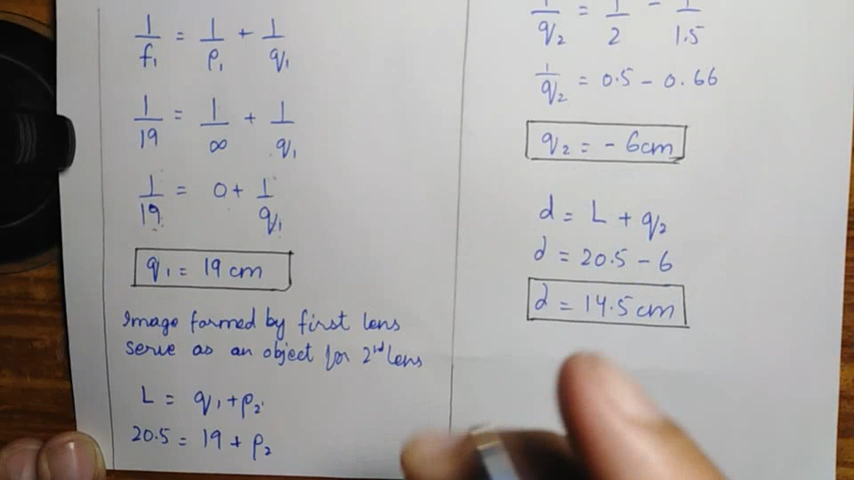 1/f₁ = 1/p₁ + 1/q₁
1/19 = 1/∞ + 1/q₁
1/19 = 0 + 1/q₁
q₁ = 19 cm
Image formed by first lens
serve as an object for 2nd lens
L = q₁ + p₂
20.5 = 19 + p₂
1/q₂ = 1/2 - 1/1.5
1/q₂ = 0.5 - 0.66
q₂ = - 6cm
d = L + q₂
d = 20.5 - 6
d = 14.5 cm